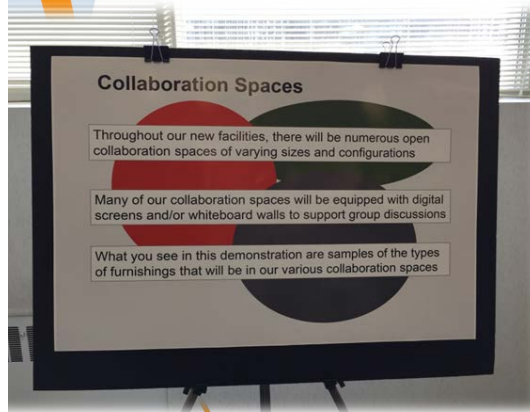 Collaboration Spaces
Throughout our new facilities, there will be numerous open
collaboration spaces of varying sizes and configurations
Many of our collaboration spaces will be equipped with digital
screens and/or whiteboard walls to support group discussions
What you see in this demonstration are samples of the types
of furnishings that will be in our various collaboration spaces